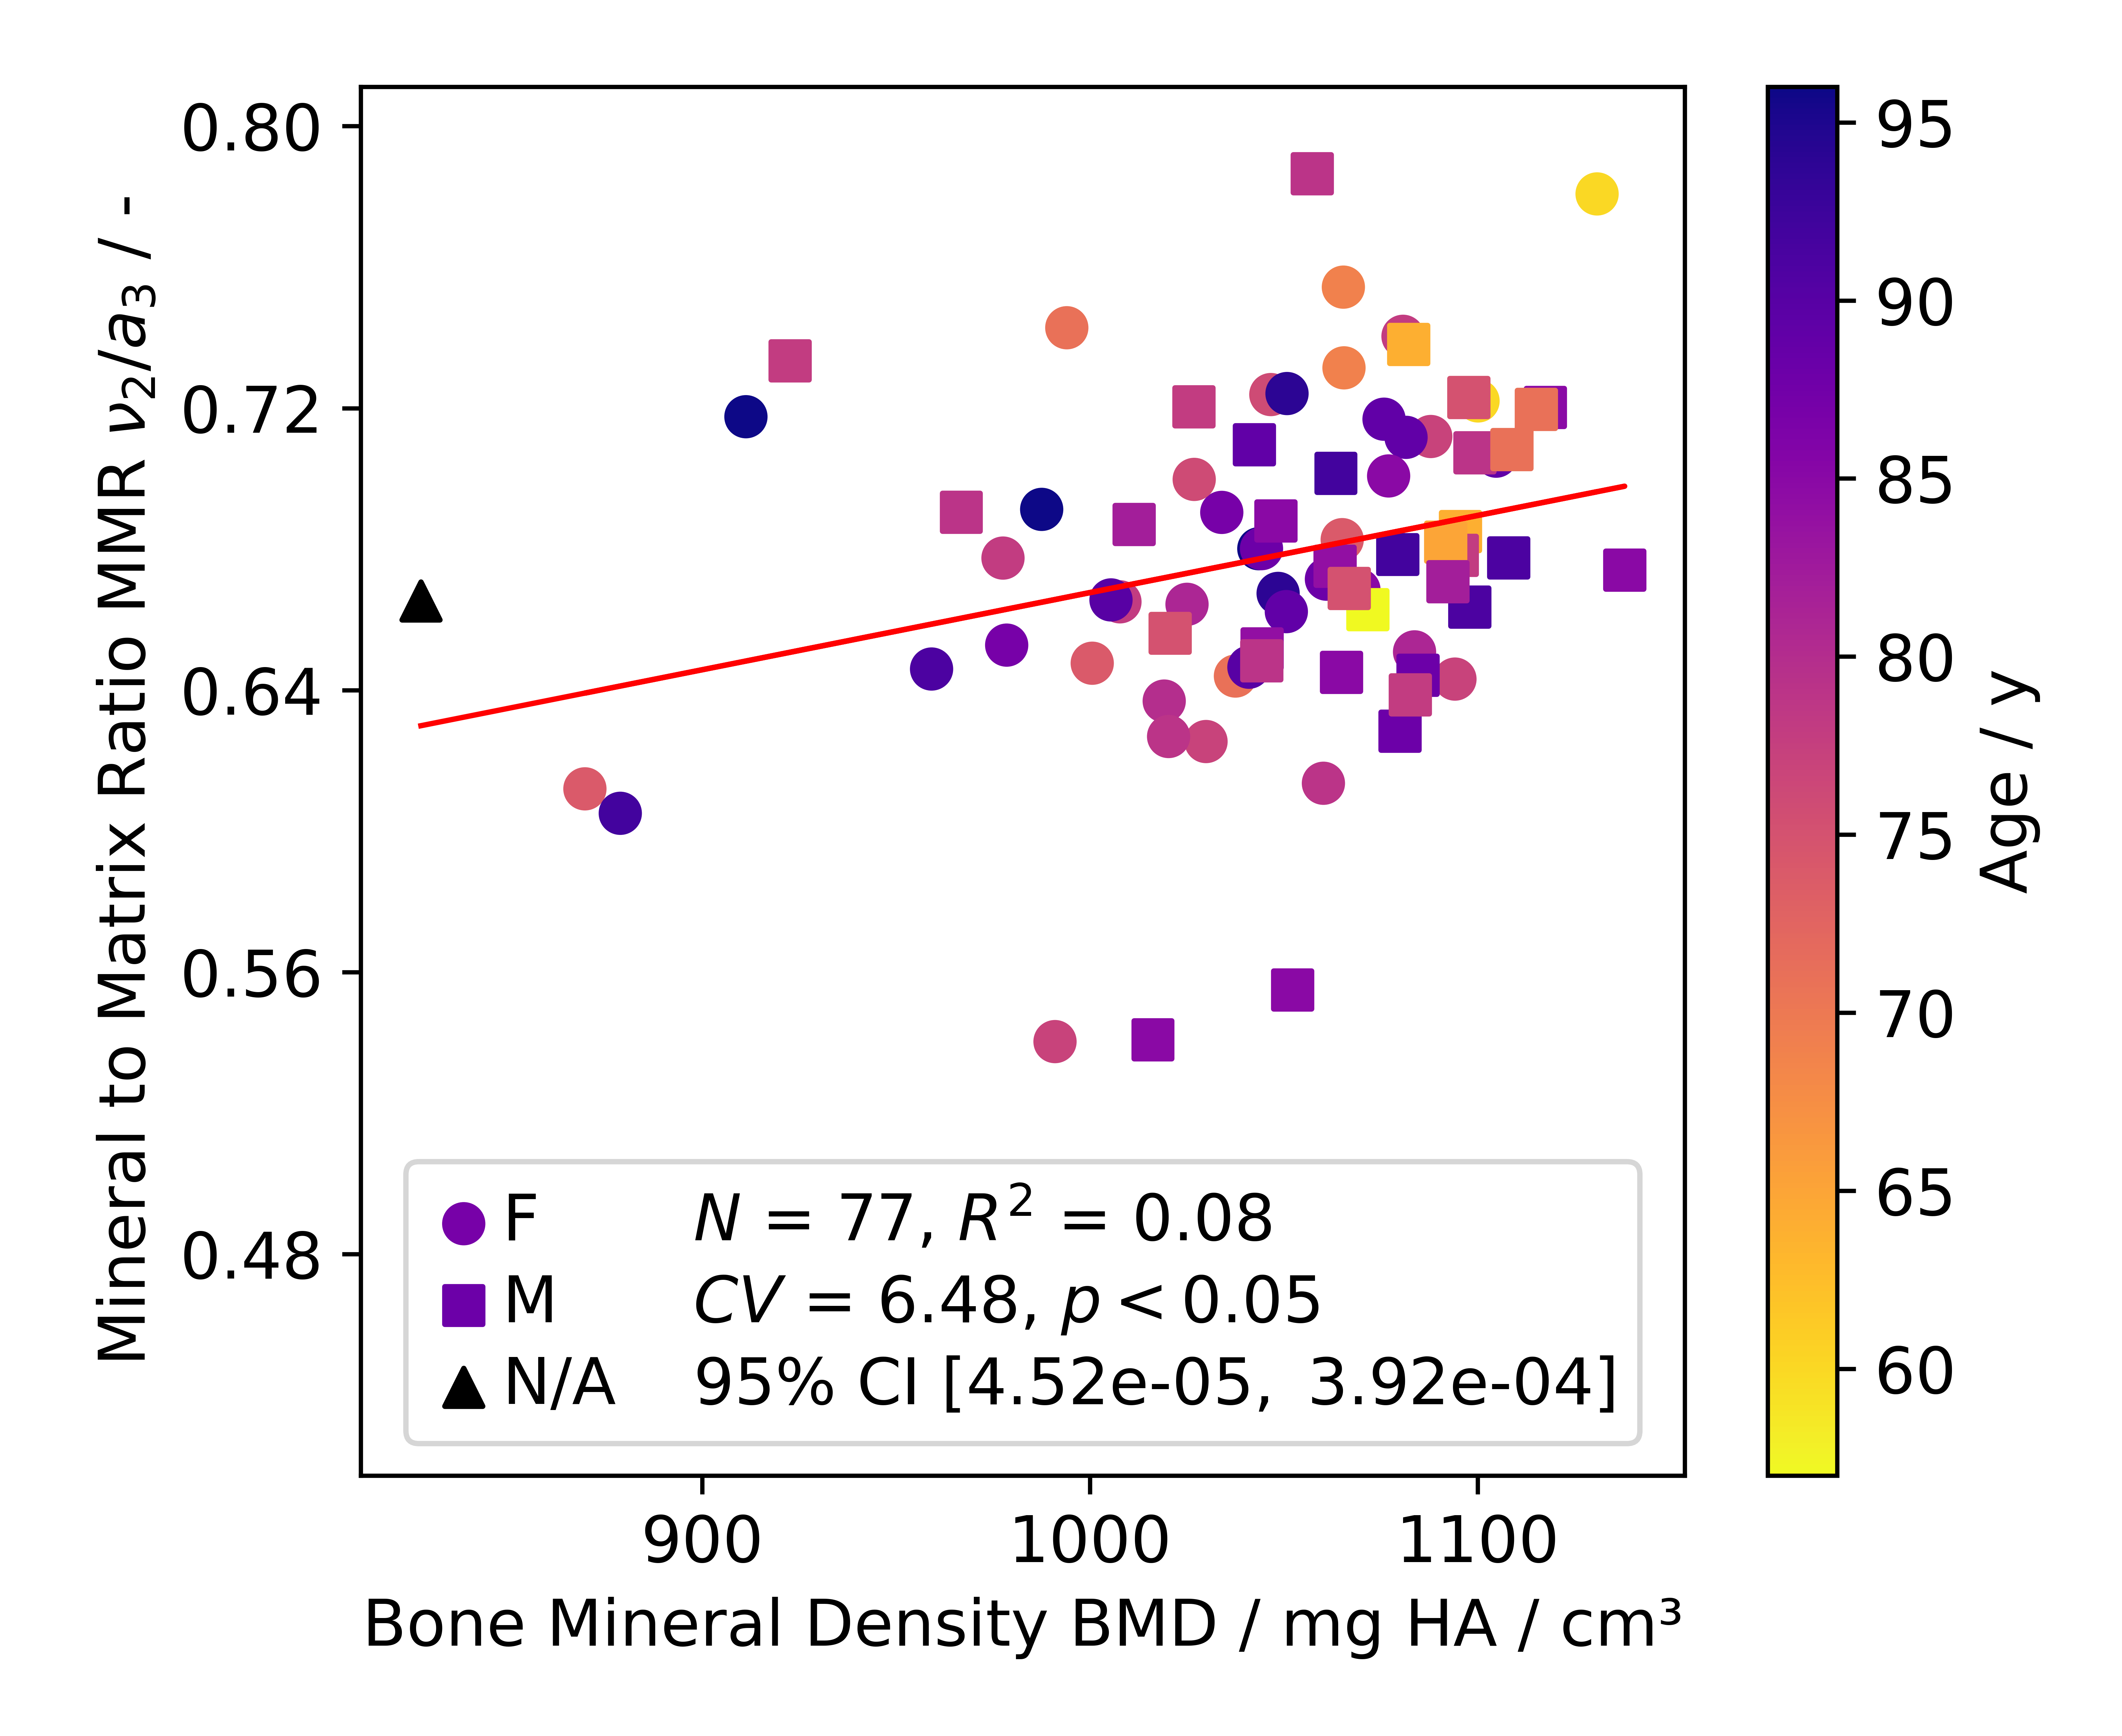 Mineral to Matrix Ratio MMR ν₂/a₃ / -
0.80
0.72
0.64
0.56
0.48
F N = 77, R² = 0.08
M CV = 6.48, p < 0.05
N/A 95% CI [4.52e-05, 3.92e-04]
900 1000 1100
Bone Mineral Density BMD / mg HA / cm³
95
90
85
80
75
70
65
60
Age / y